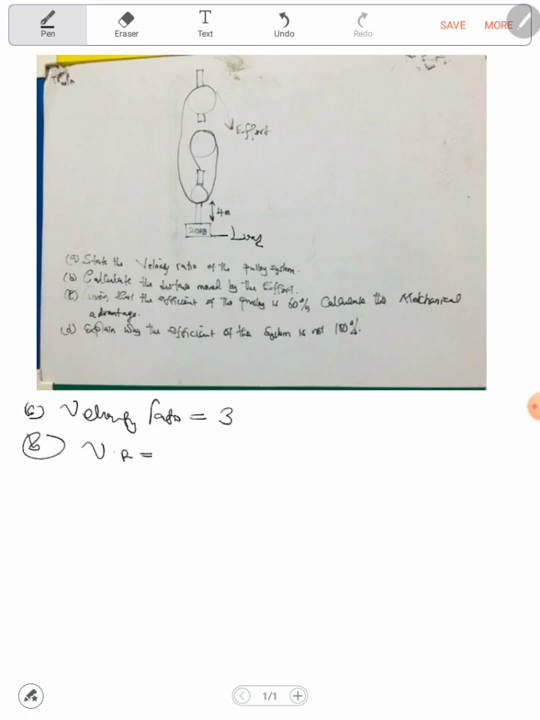 Pen
Eraser
Text
Undo
Redo
SAVE
MORE
Effort
4m
Load
(a) State the Velocity ratio of the Pulley system.
(b) Calculate the distance moved by the Effort.
(c) Given that the efficient of the pulley is 60%, Calculate the Mechanical
advantage.
(d) Explain why the efficient of the system is not 100%.
(a) Velocity ratio = 3
(b) V.R =
1/1